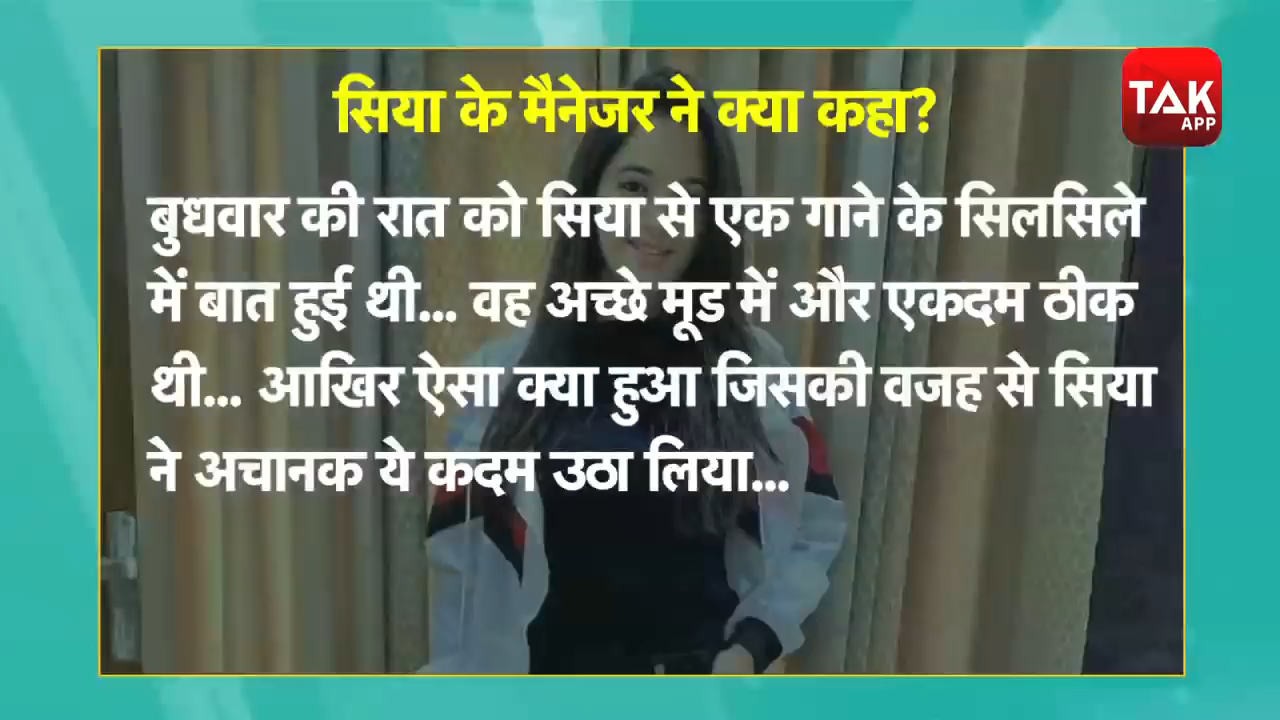 सिया के मैनेजर ने क्या कहा?
TAK
APP
बुधवार की रात को सिया से एक गाने के सिलसिले
में बात हुई थी... वह अच्छे मूड में और एकदम ठीक
थी... आखिर ऐसा क्या हुआ जिसकी वजह से सिया
ने अचानक ये कदम उठा लिया...